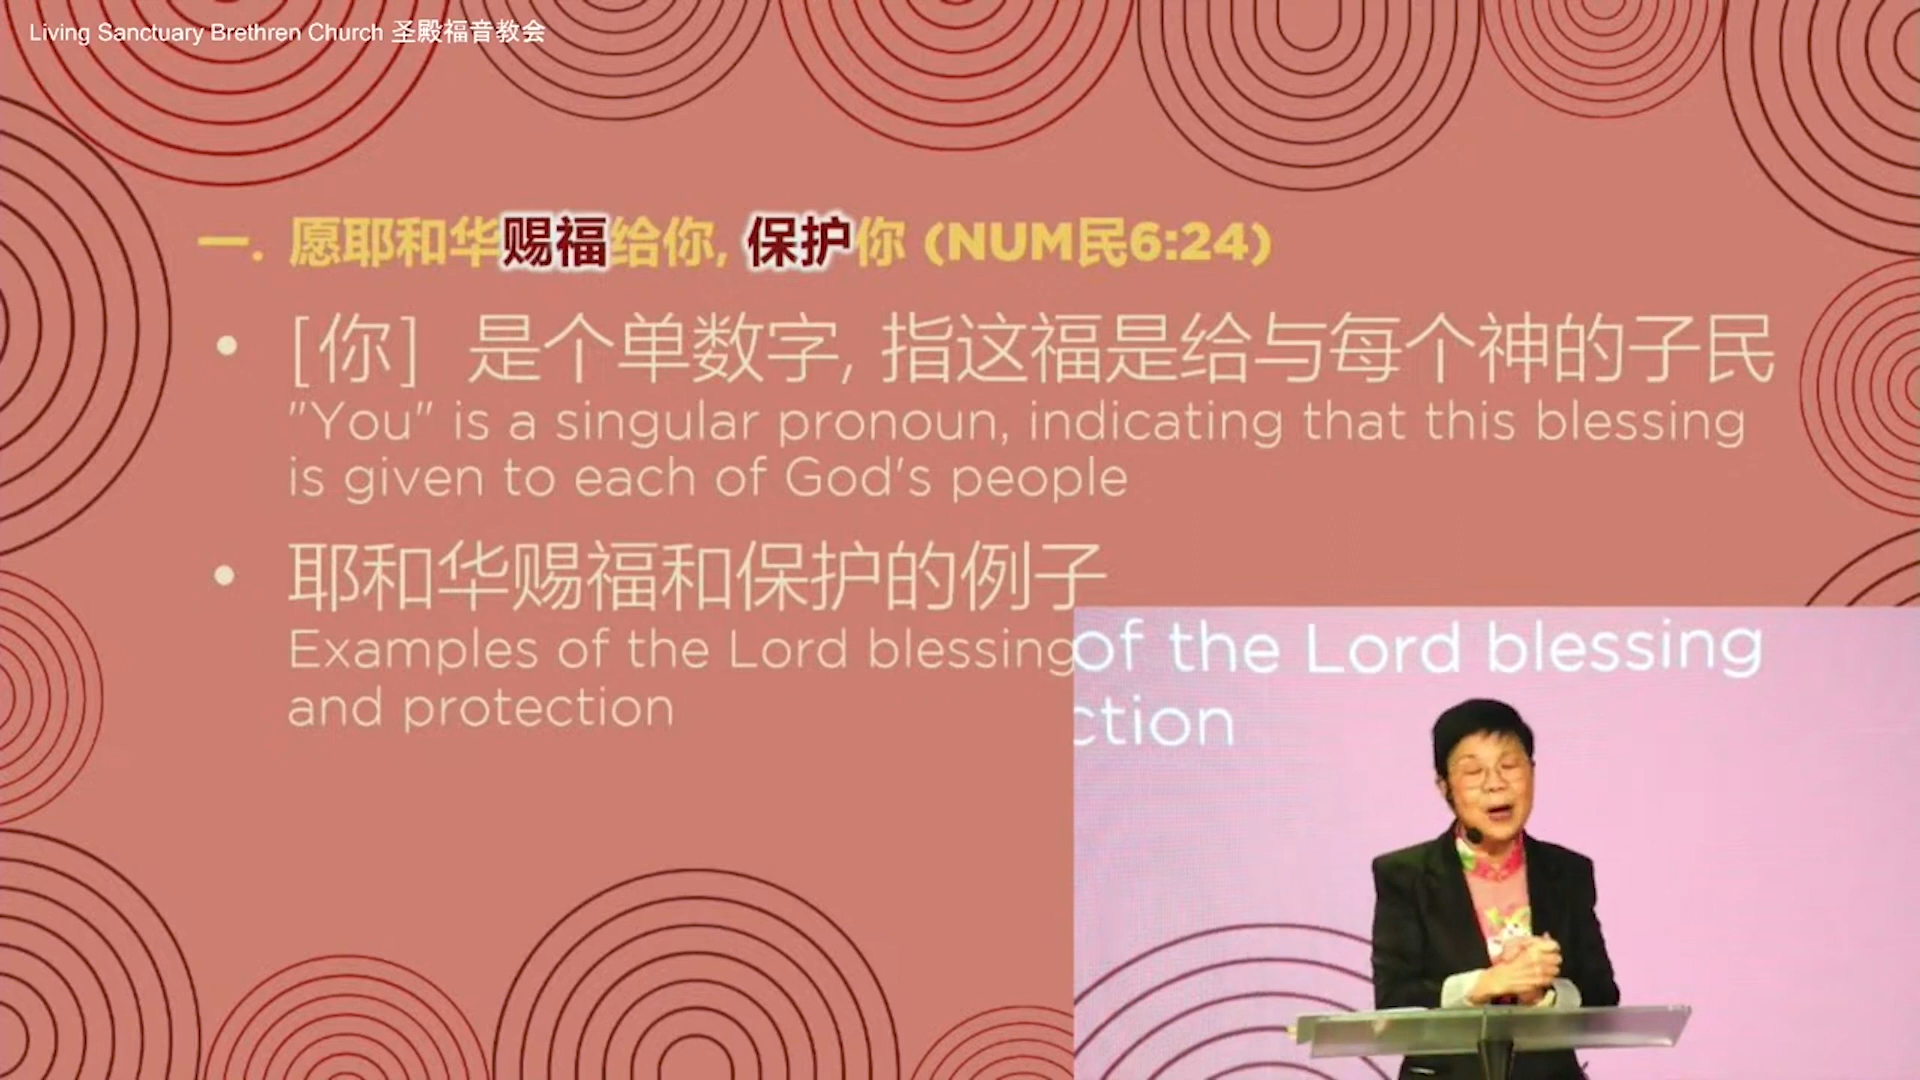 Living Sanctuary Brethren Church 圣殿福音教会
一. 愿耶和华赐福给你, 保护你 (NUM民6:24)
• [你] 是个单数字, 指这福是给与每个神的子民
"You" is a singular pronoun, indicating that this blessing
is given to each of God's people
• 耶和华赐福和保护的例子
Examples of the Lord blessing
and protection
of the Lord blessing
ction